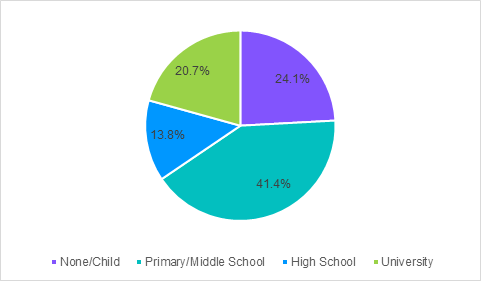 20.7%
24.1%
13.8%
41.4%
None/Child Primary/Middle School High School University